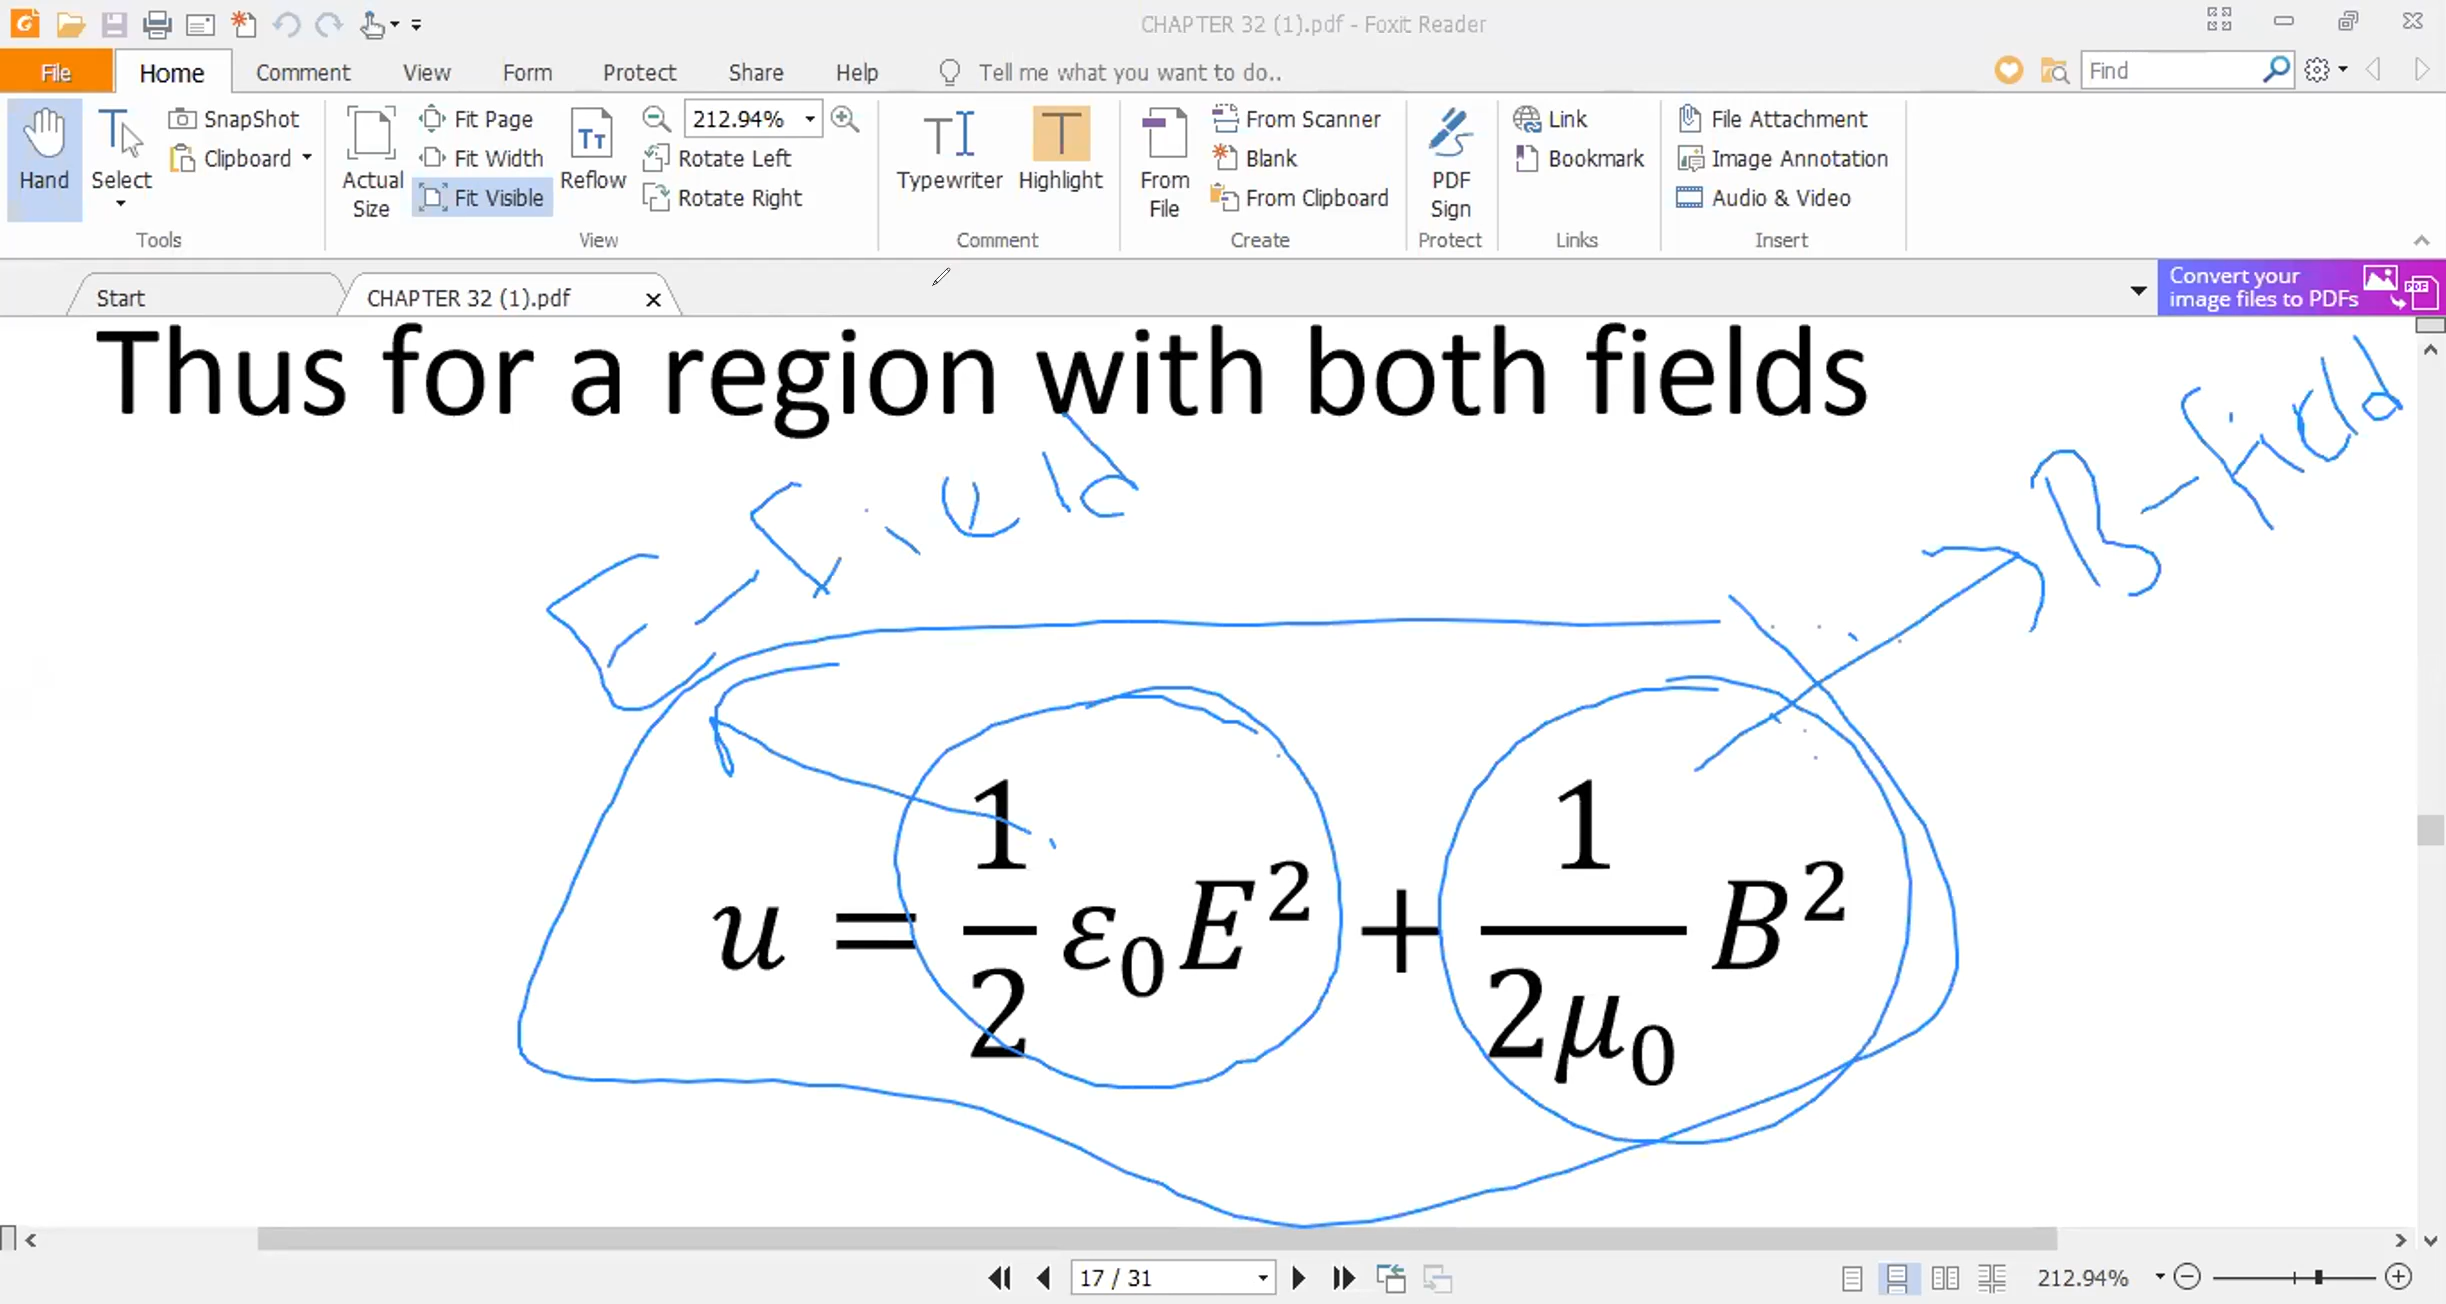 CHAPTER 32 (1).pdf - Foxit Reader
File Home Comment View Form Protect Share Help Tell me what you want to do.. Find
Hand
Select
SnapShot
Clipboard
Tools
Actual Size
Fit Page
Fit Width
Fit Visible
Reflow
212.94%
Rotate Left
Rotate Right
View
Typewriter
Highlight
Comment
From File
From Scanner
Blank
From Clipboard
Create
PDF Sign
Protect
Link
Bookmark
Links
File Attachment
Image Annotation
Audio & Video
Insert
Start
CHAPTER 32 (1).pdf
Convert your
image files to PDFs
PDF
Thus for a region with both fields
E-field
B-field
u = 1/2 ε₀E² + 1/2μ₀ B²
17 / 31
212.94%